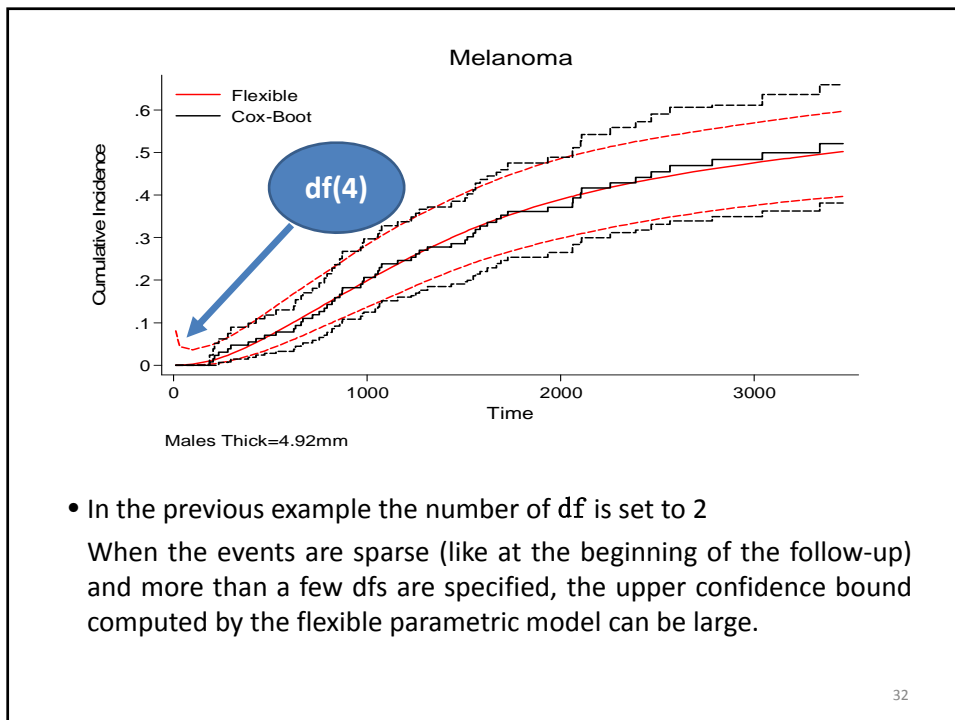 Melanoma
Flexible
Cox-Boot
df(4)
Cumulative Incidence
.6
.5
.4
.3
.2
.1
0
0 1000 2000 3000
Time
Males Thick=4.92mm
• In the previous example the number of df is set to 2
When the events are sparse (like at the beginning of the follow-up)
and more than a few dfs are specified, the upper confidence bound
computed by the flexible parametric model can be large.
32